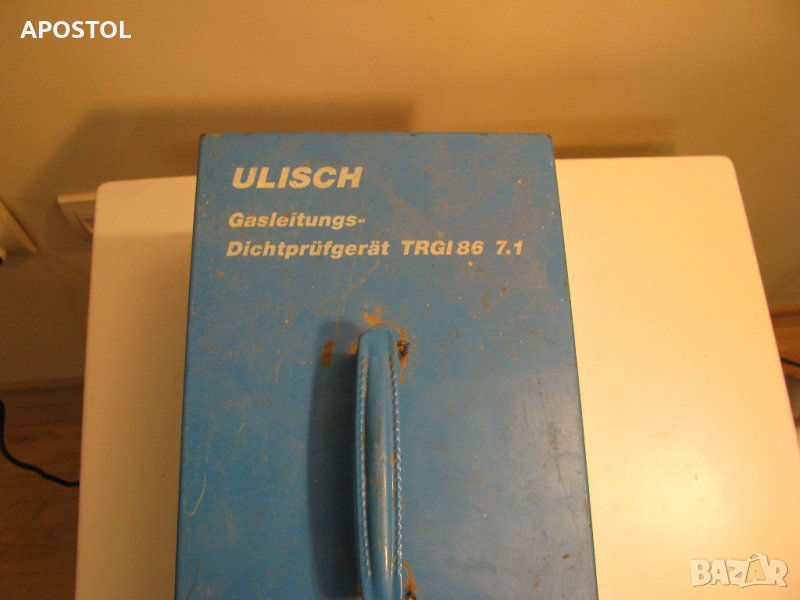 APOSTOL
ULISCH
Gasleitungs-
Dichtprüfgerät TRGI 86 7.1
BAZAR